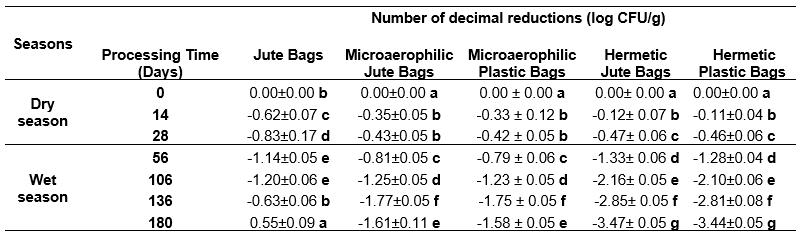 Number of decimal reductions (log CFU/g)
Seasons Processing Time (Days) Jute Bags Microaerophilic Jute Bags Microaerophilic Plastic Bags Hermetic Jute Bags Hermetic Plastic Bags
Dry season
0 0.00±0.00 b 0.00±0.00 a 0.00 ± 0.00 a 0.00± 0.00 a 0.00±0.00 a
14 -0.62±0.07 c -0.35±0.05 b -0.33 ± 0.12 b -0.12± 0.07 b -0.11±0.04 b
28 -0.83±0.17 d -0.43±0.05 b -0.42 ± 0.05 b -0.47± 0.06 c -0.46±0.06 c
Wet season
56 -1.14±0.05 e -0.81±0.05 c -0.79 ± 0.06 c -1.33± 0.06 d -1.28±0.04 d
106 -1.20±0.06 e -1.25±0.05 d -1.23 ± 0.05 d -2.16± 0.05 e -2.10±0.06 e
136 -0.63±0.06 b -1.77±0.05 f -1.75 ± 0.05 f -2.85± 0.05 f -2.81±0.08 f
180 0.55±0.09 a -1.61±0.11 e -1.58 ± 0.05 e -3.47± 0.05 g -3.44±0.05 g